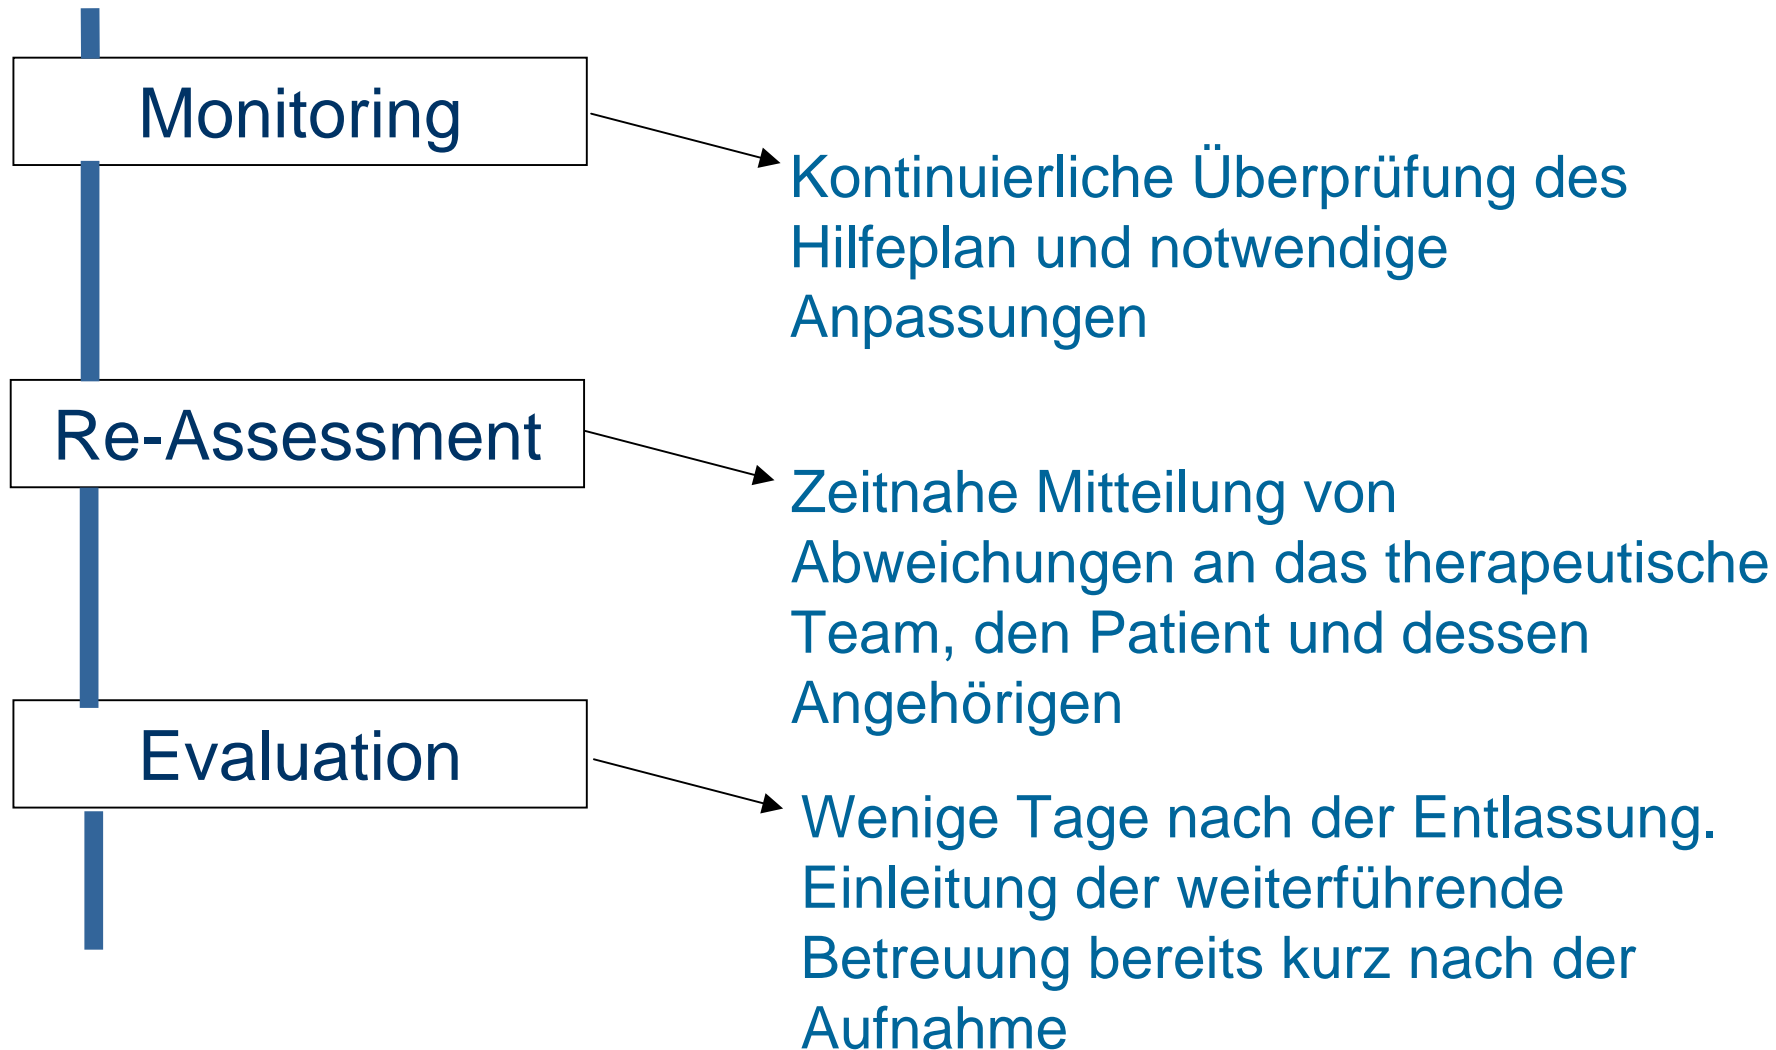 Monitoring
Kontinuierliche Überprüfung des
Hilfeplan und notwendige
Anpassungen
Re-Assessment
Zeitnahe Mitteilung von
Abweichungen an das therapeutische
Team, den Patient und dessen
Angehörigen
Evaluation
Wenige Tage nach der Entlassung.
Einleitung der weiterführende
Betreuung bereits kurz nach der
Aufnahme